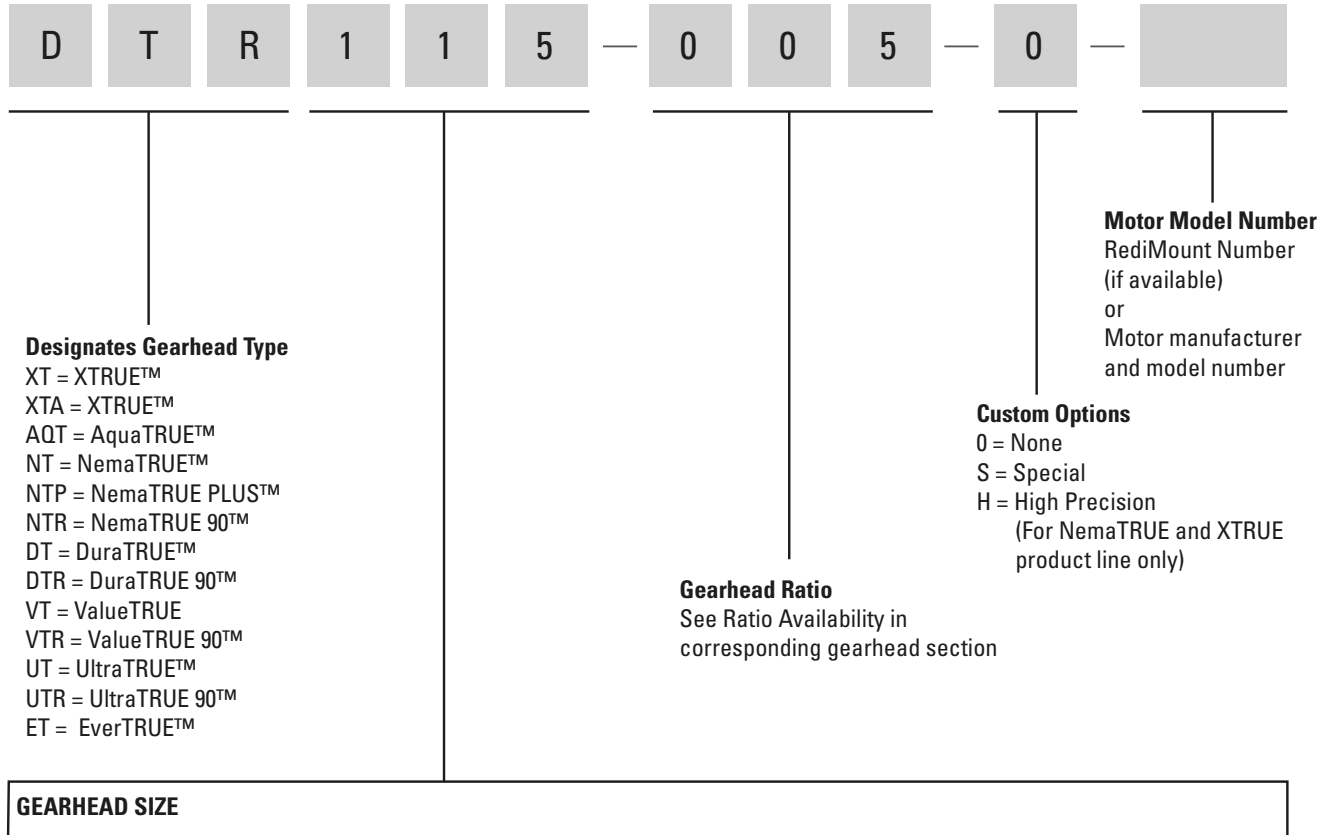 D T R 1 1 5 — 0 0 5 — 0 —
Motor Model Number
RediMount Number
(if available)
or
Motor manufacturer
and model number
Designates Gearhead Type
XT = XTRUE™
XTA = XTRUE™
AQT = AquaTRUE™
NT = NemaTRUE™
NTP = NemaTRUE PLUS™
NTR = NemaTRUE 90™
DT = DuraTRUE™
DTR = DuraTRUE 90™
VT = ValueTRUE
VTR = ValueTRUE 90™
UT = UltraTRUE™
UTR = UltraTRUE 90™
ET = EverTRUE™
Custom Options
0 = None
S = Special
H = High Precision
(For NemaTRUE and XTRUE
product line only)
Gearhead Ratio
See Ratio Availability in
corresponding gearhead section
GEARHEAD SIZE